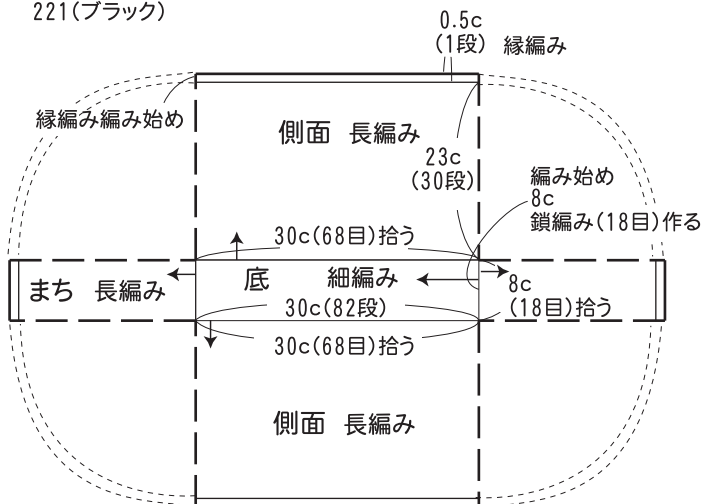 221(ブラック)
0.5c
(1段) 縁編み
縁編み編み始め
側面 長編み
23c
(30段)
編み始め
8c
鎖編み(18目)作る
30c(68目)拾う
まち 長編み
底 細編み
8c
(18目)拾う
30c(82段)
30c(68目)拾う
側面 長編み